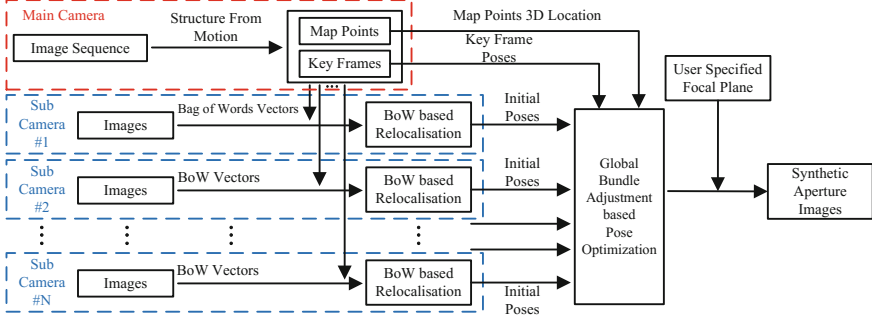 Main Camera
Image Sequence
Structure From
Motion
Map Points
Key Frames
...
Map Points 3D Location
Key Frame
Poses
User Specified
Focal Plane
Sub
Camera
#1
Images
Bag of Words Vectors
BoW based
Relocalisation
Initial
Poses
Sub
Camera
#2
Images
BoW Vectors
BoW based
Relocalisation
Initial
Poses
Global
Bundle
Adjustment
based
Pose
Optimization
Synthetic
Aperture
Images
Sub
Camera
#N
Images
BoW Vectors
BoW based
Relocalisation
Initial
Poses